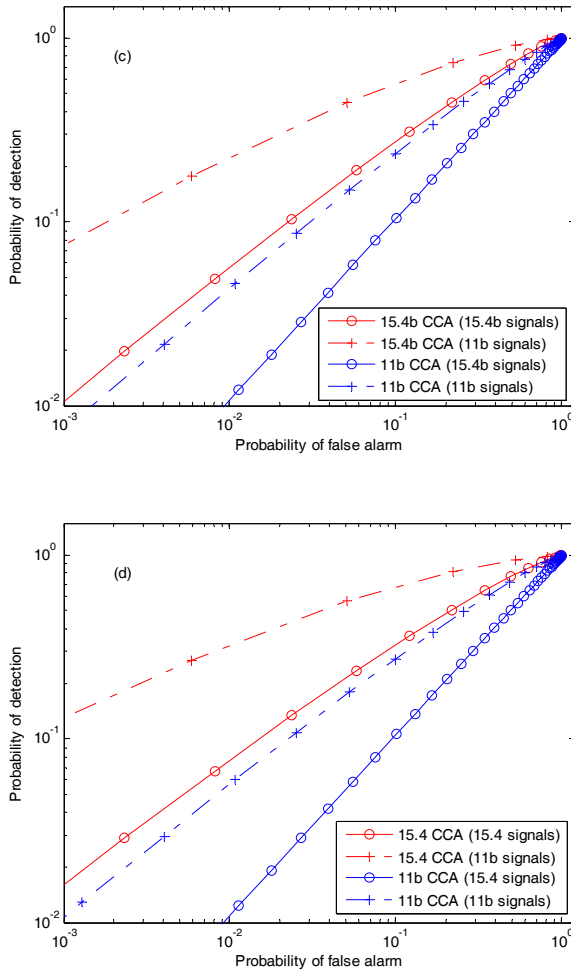 (c)
Probability of detection
10^0
10^-1
10^-2
10^-3
10^-2
10^-1
10^0
Probability of false alarm
15.4b CCA (15.4b signals)
15.4b CCA (11b signals)
11b CCA (15.4b signals)
11b CCA (11b signals)
(d)
Probability of detection
10^0
10^-1
10^-2
10^-3
10^-2
10^-1
10^0
Probability of false alarm
15.4 CCA (15.4 signals)
15.4 CCA (11b signals)
11b CCA (15.4 signals)
11b CCA (11b signals)